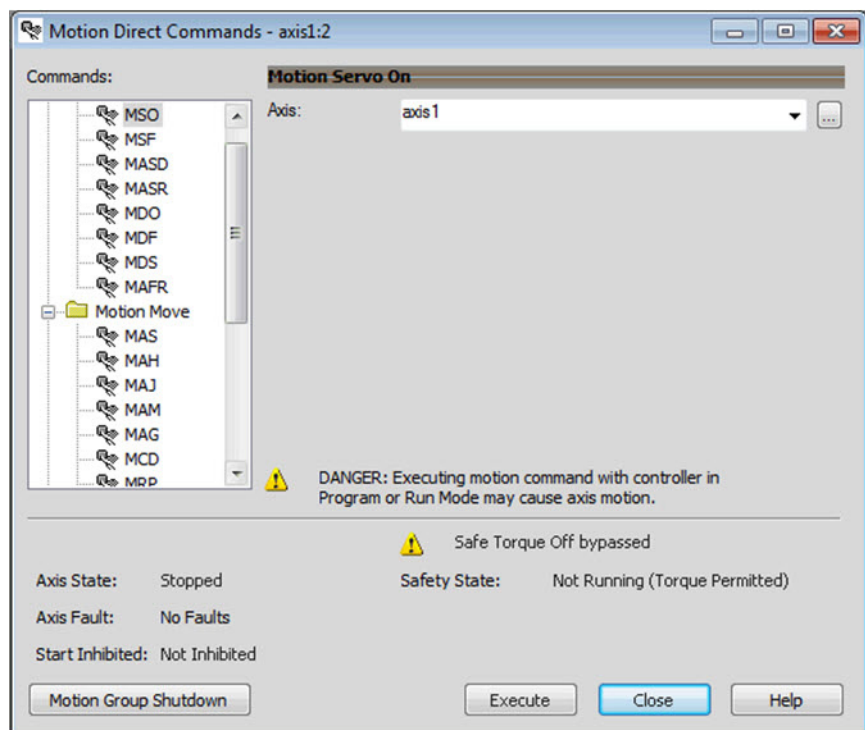 Motion Direct Commands - axis1:2
Commands:
MSO
MSF
MASD
MASR
MDO
MDF
MDS
MAFR
Motion Move
MAS
MAH
MAJ
MAM
MAG
MCD
MRP
Motion Servo On
Axis: axis1 ...
DANGER: Executing motion command with controller in
Program or Run Mode may cause axis motion.
Safe Torque Off bypassed
Axis State: Stopped Safety State: Not Running (Torque Permitted)
Axis Fault: No Faults
Start Inhibited: Not Inhibited
Motion Group Shutdown Execute Close Help